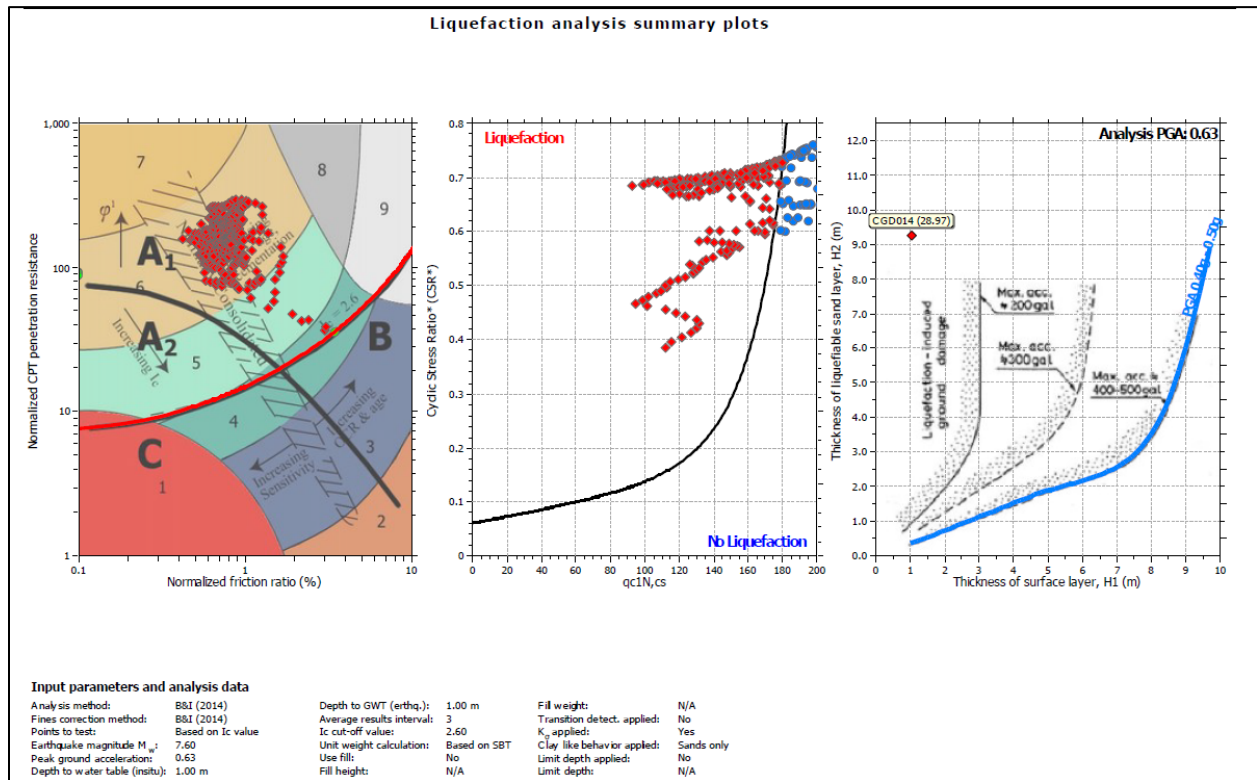 Liquefaction analysis summary plots
Normalized CPT penetration resistance
1,000
100
10
1
0.1
1
10
Normalized friction ratio (%)
7
8
9
φ'
A1
6
A2
5
B
4
C
3
1
2
Increasing Ic
= 2.6
Increasing
OCR & age
Increasing
Sensitivity
Cyclic Stress Ratio* (CSR*)
0.8
0.7
0.6
0.5
0.4
0.3
0.2
0.1
0
0 20 40 60 80 100 120 140 160 180 200
qc1N,cs
Liquefaction
No Liquefaction
Thickness of liquefiable sand layer, H2 (m)
12.0
11.0
10.0
9.0
8.0
7.0
6.0
5.0
4.0
3.0
2.0
1.0
0.0
0 1 2 3 4 5 6 7 8 9 10
Thickness of surface layer, H1 (m)
Analysis PGA: 0.63
CGD014 (28.97)
PGA 0.40g - 0.50g
Liquefaction-induced
ground damage
Max. acc.
≒200gal
Max. acc.
≒300gal
Max. acc. ≒
400-500gal
Input parameters and analysis data
Analysis method: B&I (2014)
Fines correction method: B&I (2014)
Points to test: Based on Ic value
Earthquake magnitude Mw: 7.60
Peak ground acceleration: 0.63
Depth to water table (insitu): 1.00 m
Depth to GWT (erthq.): 1.00 m
Average results interval: 3
Ic cut-off value: 2.60
Unit weight calculation: Based on SBT
Use fill: No
Fill height: N/A
Fill weight: N/A
Transition detect. applied: No
Kσ applied: Yes
Clay like behavior applied: Sands only
Limit depth applied: No
Limit depth: N/A